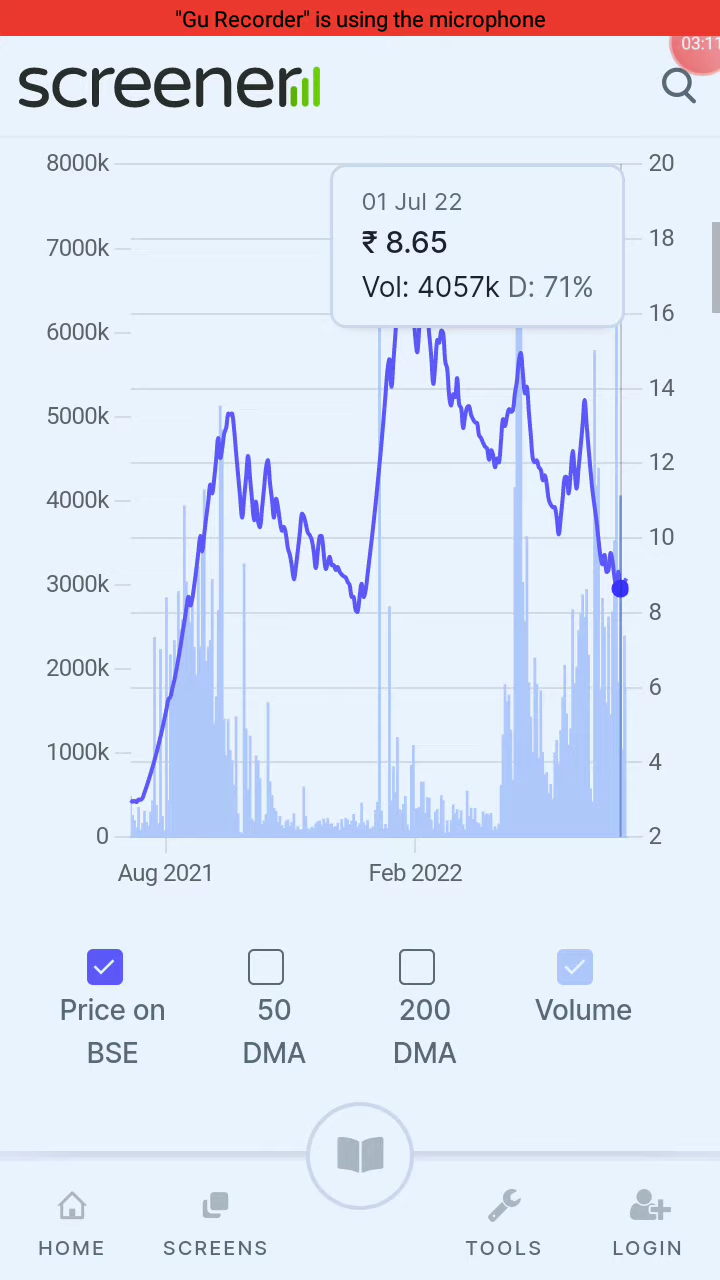 "Gu Recorder" is using the microphone
03:11
screener
8000k 20
01 Jul 22
₹ 8.65
Vol: 4057k D: 71%
7000k 18
6000k 16
5000k 14
4000k 12
3000k 10
2000k 8
1000k 6
0 4
2
Aug 2021 Feb 2022
Price on BSE
50 DMA
200 DMA
Volume
HOME SCREENS TOOLS LOGIN